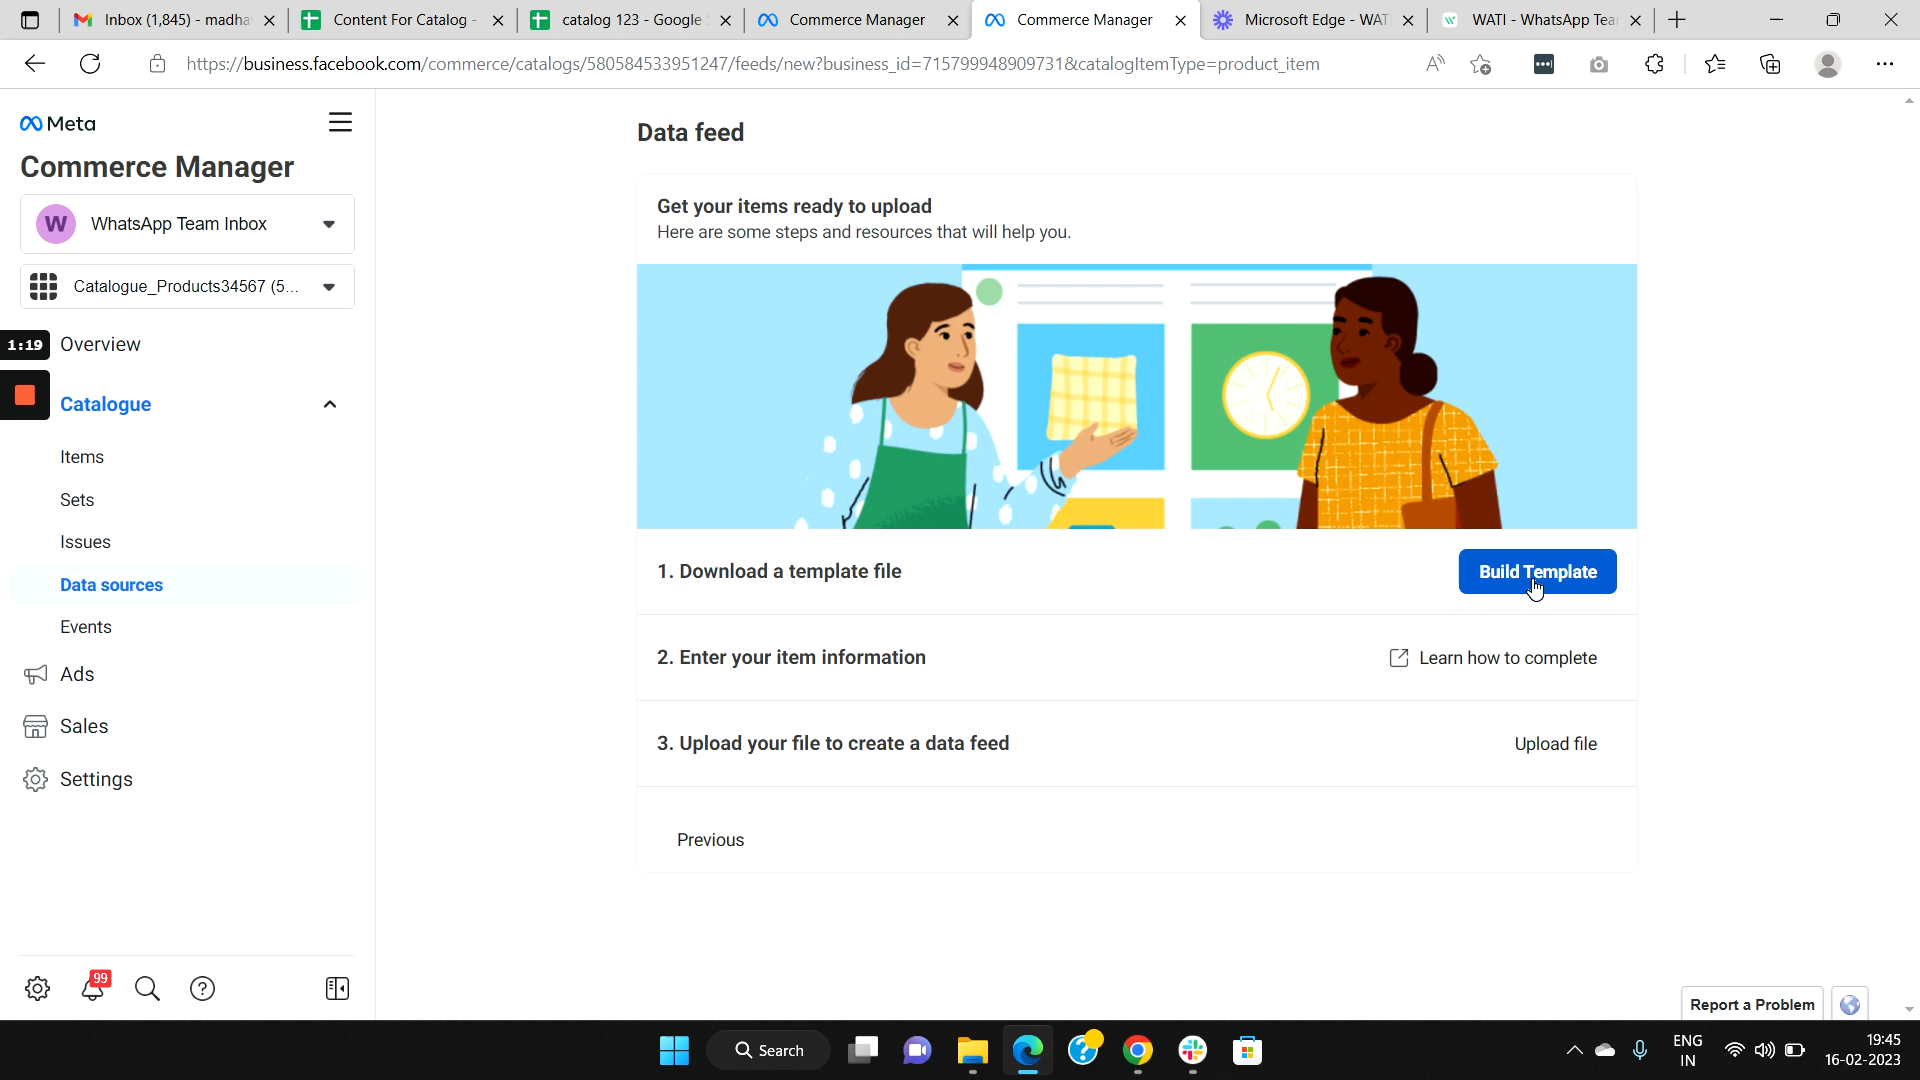 Inbox (1,845) - madha
Content For Catalog -
catalog 123 - Google S
Commerce Manager
Commerce Manager
Microsoft Edge - WATI
WATI - WhatsApp Tea
https://business.facebook.com/commerce/catalogs/580584533951247/feeds/new?business_id=715799948909731&catalogItemType=product_item
Meta
Commerce Manager
W WhatsApp Team Inbox
Catalogue_Products34567 (5...
1:19
Overview
Catalogue
Items
Sets
Issues
Data sources
Events
Ads
Sales
Settings
99
Data feed
Get your items ready to upload
Here are some steps and resources that will help you.
1. Download a template file
Build Template
2. Enter your item information
Learn how to complete
3. Upload your file to create a data feed
Upload file
Previous
Report a Problem
Search
ENG
IN
19:45
16-02-2023